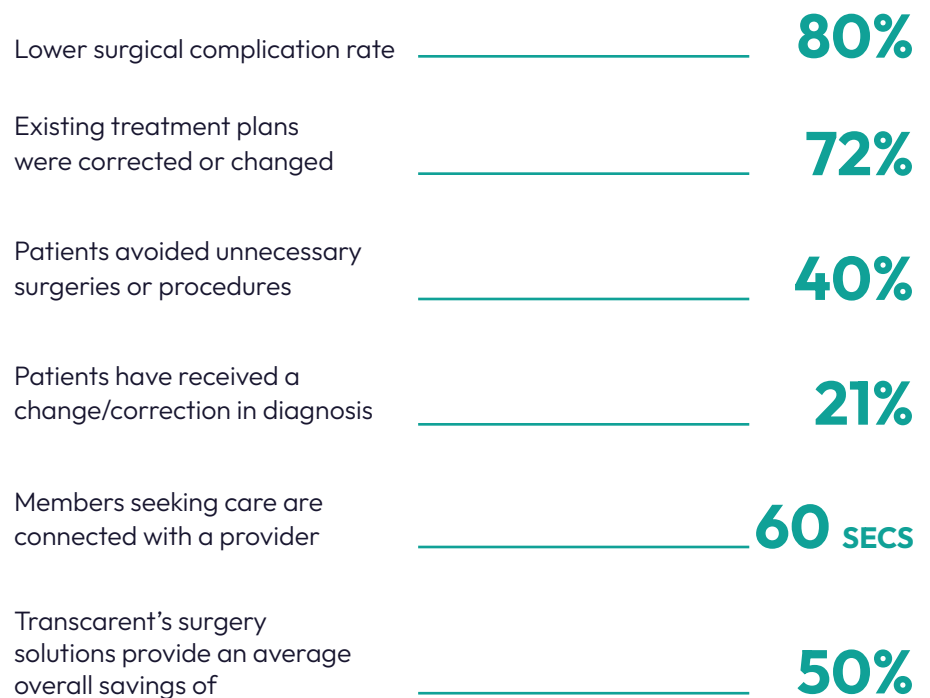 Lower surgical complication rate 80%
Existing treatment plans
were corrected or changed 72%
Patients avoided unnecessary
surgeries or procedures 40%
Patients have received a
change/correction in diagnosis 21%
Members seeking care are
connected with a provider 60 SECS
Transcarent’s surgery
solutions provide an average
overall savings of 50%